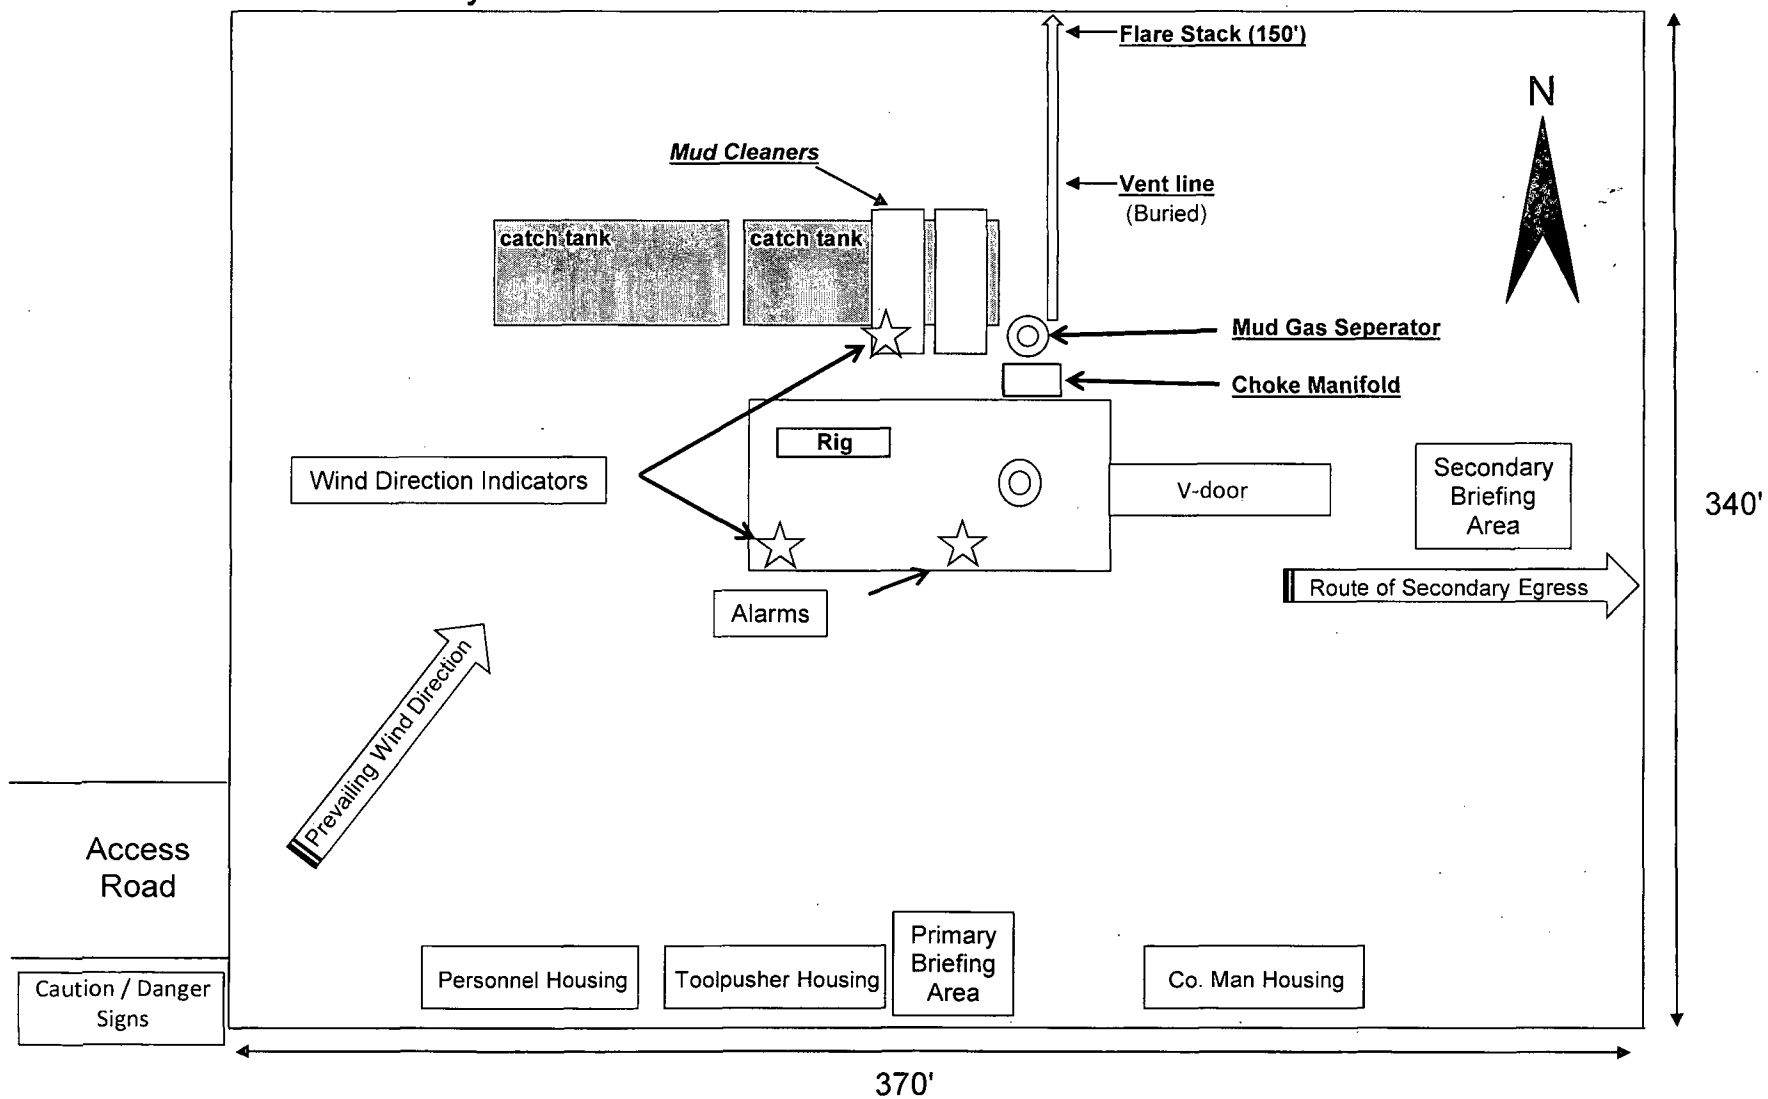 Flare Stack (150')
N
Mud Cleaners
Vent line
(Buried)
catch tank
catch tank
Mud Gas Seperator
Choke Manifold
Rig
Wind Direction Indicators
V-door
Secondary
Briefing
Area
340'
Route of Secondary Egress
Alarms
Prevailing Wind Direction
Access
Road
Primary
Briefing
Area
Personnel Housing
Toolpusher Housing
Co. Man Housing
Caution / Danger
Signs
370'